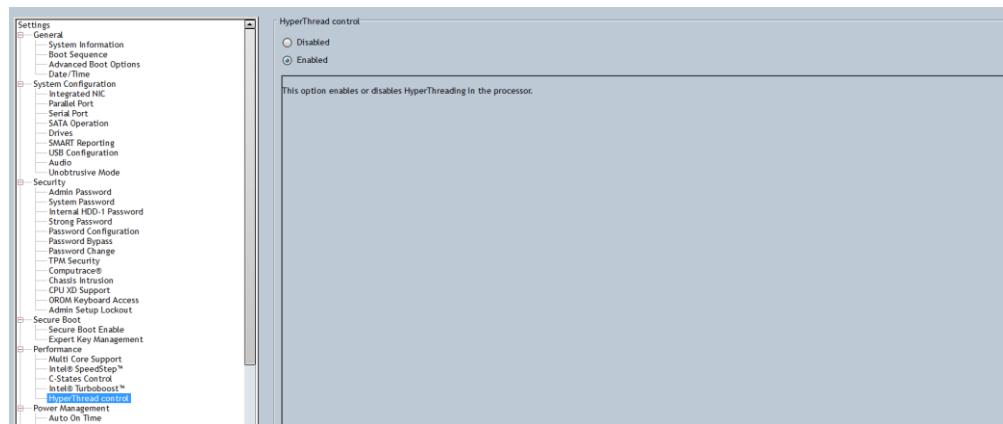 Settings
General
System Information
Boot Sequence
Advanced Boot Options
Date/Time
System Configuration
Integrated NIC
Parallel Port
Serial Port
SATA Operation
Drives
SMART Reporting
USB Configuration
Audio
Unobtrusive Mode
Security
Admin Password
System Password
Internal HDD-1 Password
Strong Password
Password Configuration
Password Bypass
Password Change
TPM Security
Computrace®
Chassis Intrusion
CPU XD Support
OROM Keyboard Access
Admin Setup Lockout
Secure Boot
Secure Boot Enable
Expert Key Management
Performance
Multi Core Support
Intel® SpeedStep™
C-States Control
Intel® Turboboost™
HyperThread control
Power Management
Auto On Time
HyperThread control
Disabled
Enabled
This option enables or disables HyperThreading in the processor.